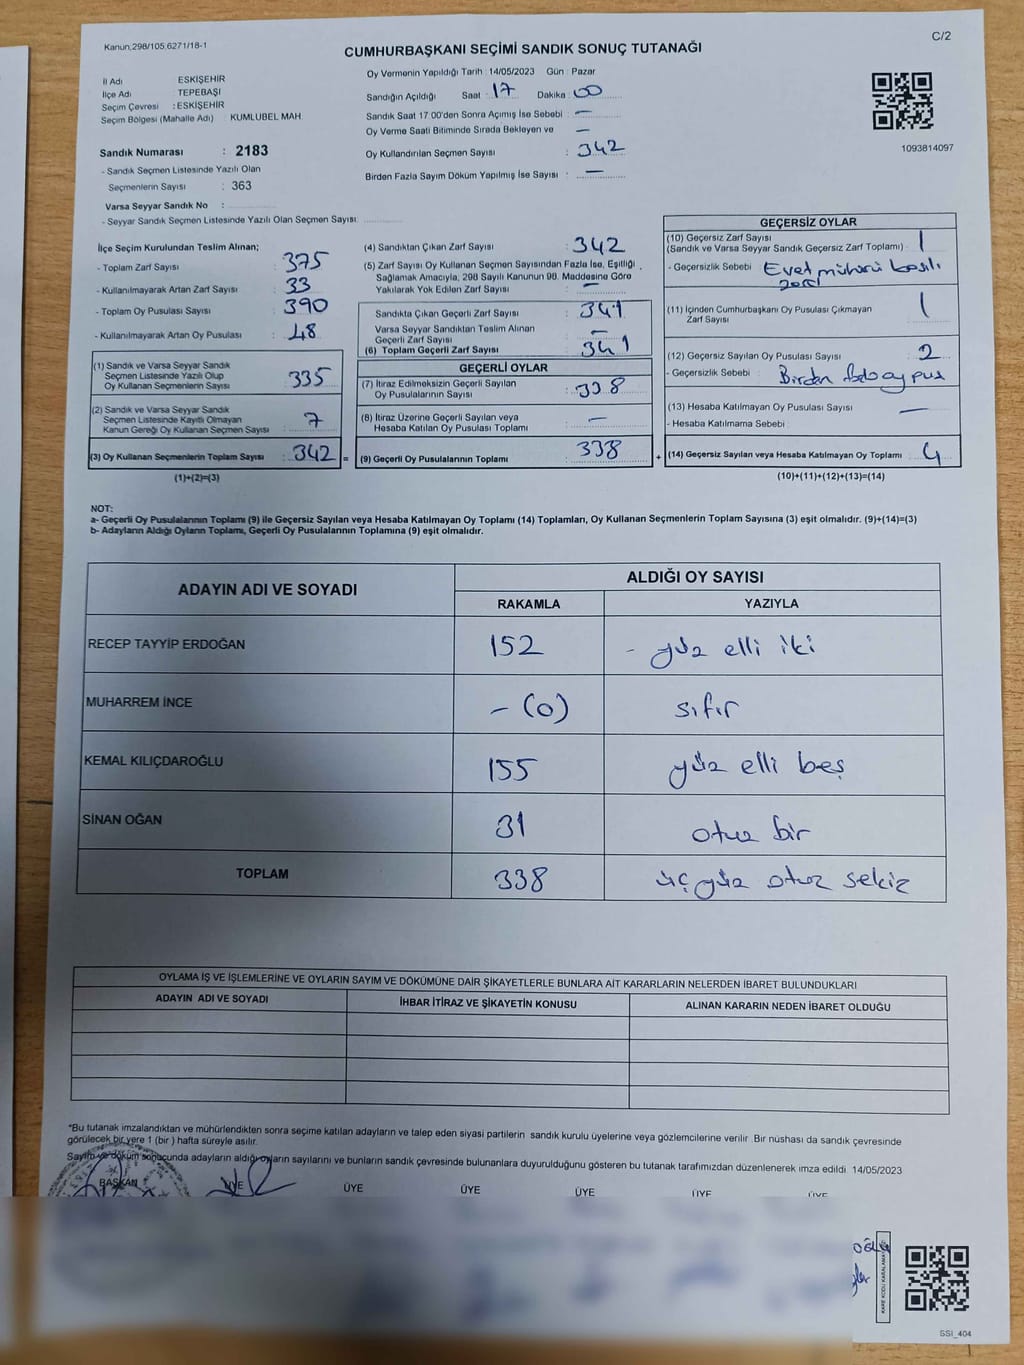 Kanun,298/105,6271/18-1
C/2
CUMHURBAŞKANI SEÇİMİ SANDIK SONUÇ TUTANAĞI
İl Adı ESKİŞEHİR
İlçe Adı TEPEBAŞI
Seçim Çevresi : ESKİŞEHİR
Seçim Bölgesi (Mahalle Adı) KUMLUBEL MAH.
Sandık Numarası : 2183
- Sandık Seçmen Listesinde Yazılı Olan
Seçmenlerin Sayısı : 363
Varsa Seyyar Sandık No :
- Seyyar Sandık Seçmen Listesinde Yazılı Olan Seçmen Sayısı:
Oy Vermenin Yapıldığı Tarih : 14/05/2023 Gün : Pazar
Sandığın Açıldığı Saat : 17 Dakika : 00
Sandık Saat 17:00'den Sonra Açımış İse Sebebi : —
Oy Verme Saati Bitiminde Sırada Bekleyen ve —
Oy Kullandırılan Seçmen Sayısı : 342
Birden Fazla Sayım Döküm Yapılmış İse Sayısı : —
1093814097
İlçe Seçim Kurulundan Teslim Alınan;
- Toplam Zarf Sayısı : 375
- Kullanılmayarak Artan Zarf Sayısı : 33
- Toplam Oy Pusulası Sayısı : 390
- Kullanılmayarak Artan Oy Pusulası : 48
(1) Sandık ve Varsa Seyyar Sandık
Seçmen Listesinde Yazılı Olup
Oy Kullanan Seçmenlerin Sayısı : 335
(2) Sandık ve Varsa Seyyar Sandık
Seçmen Listesinde Kayıtlı Olmayan
Kanun Gereği Oy Kullanan Seçmen Sayısı : 7
(3) Oy Kullanan Seçmenlerin Toplam Sayısı : 342 =
(1)+(2)=(3)
(4) Sandıktan Çıkan Zarf Sayısı : 342
(5) Zarf Sayısı Oy Kullanan Seçmen Sayısından Fazla İse, Eşitliği
Sağlamak Amacıyla, 298 Sayılı Kanunun 98. Maddesine Göre
Yakılarak Yok Edilen Zarf Sayısı : —
Sandıkta Çıkan Geçerli Zarf Sayısı : 341
Varsa Seyyar Sandıktan Teslim Alınan
Geçerli Zarf Sayısı : —
(6) Toplam Geçerli Zarf Sayısı : 341
GEÇERLİ OYLAR
(7) İtiraz Edilmeksizin Geçerli Sayılan
Oy Pusulalarının Sayısı : 338
(8) İtiraz Üzerine Geçerli Sayılan veya
Hesaba Katılan Oy Pusulası Toplamı : —
(9) Geçerli Oy Pusulalarının Toplamı : 338 +
GEÇERSİZ OYLAR
(10) Geçersiz Zarf Sayısı
(Sandık ve Varsa Seyyar Sandık Geçersiz Zarf Toplamı) : 1
- Geçersizlik Sebebi : Evet mühürü basılı
zarf
(11) İçinden Cumhurbaşkanı Oy Pusulası Çıkmayan
Zarf Sayısı : 1
(12) Geçersiz Sayılan Oy Pusulası Sayısı : 2
- Geçersizlik Sebebi : Birden
(13) Hesaba Katılmayan Oy Pusulası Sayısı : —
- Hesaba Katılmama Sebebi :
(14) Geçersiz Sayılan veya Hesaba Katılmayan Oy Toplamı : 4
(10)+(11)+(12)+(13)=(14)
NOT:
a- Geçerli Oy Pusulalarının Toplamı (9) ile Geçersiz Sayılan veya Hesaba Katılmayan Oy Toplamı (14) Toplamları, Oy Kullanan Seçmenlerin Toplam Sayısına (3) eşit olmalıdır. (9)+(14)=(3)
b- Adayların Aldığı Oyların Toplamı, Geçerli Oy Pusulalarının Toplamına (9) eşit olmalıdır.
ADAYIN ADI VE SOYADI ALDIĞI OY SAYISI
RAKAMLA YAZIYLA
RECEP TAYYİP ERDOĞAN 152 - yüz elli iki
MUHARREM İNCE - (0) sıfır
KEMAL KILIÇDAROĞLU 155 yüz elli beş
SİNAN OĞAN 31 otuz bir
TOPLAM 338 üç yüz otuz sekiz
OYLAMA İŞ VE İŞLEMLERİNE VE OYLARIN SAYIM VE DÖKÜMÜNE DAİR ŞİKAYETLERLE BUNLARA AİT KARARLARIN NELERDEN İBARET BULUNDUKLARI
ADAYIN ADI VE SOYADI İHBAR İTİRAZ VE ŞİKAYETİN KONUSU ALINAN KARARIN NEDEN İBARET OLDUĞU
*Bu tutanak imzalandıktan ve mühürlendikten sonra seçime katılan adayların ve talep eden siyasi partilerin sandık kurulu üyelerine veya gözlemcilerine verilir. Bir nüshası da sandık çevresinde
görülecek bir yere 1 (bir ) hafta süreyle asılır.
Sayım ve döküm sonucunda adayların aldığı oyların sayılarını ve bunların sandık çevresinde bulunanlara duyurulduğunu gösteren bu tutanak tarafımızdan düzenlenerek imza edildi. 14/05/2023
BAŞKAN ÜYE ÜYE ÜYE ÜYE ÜYE ÜYE
KARE KODU KARALAMA
SSI_404